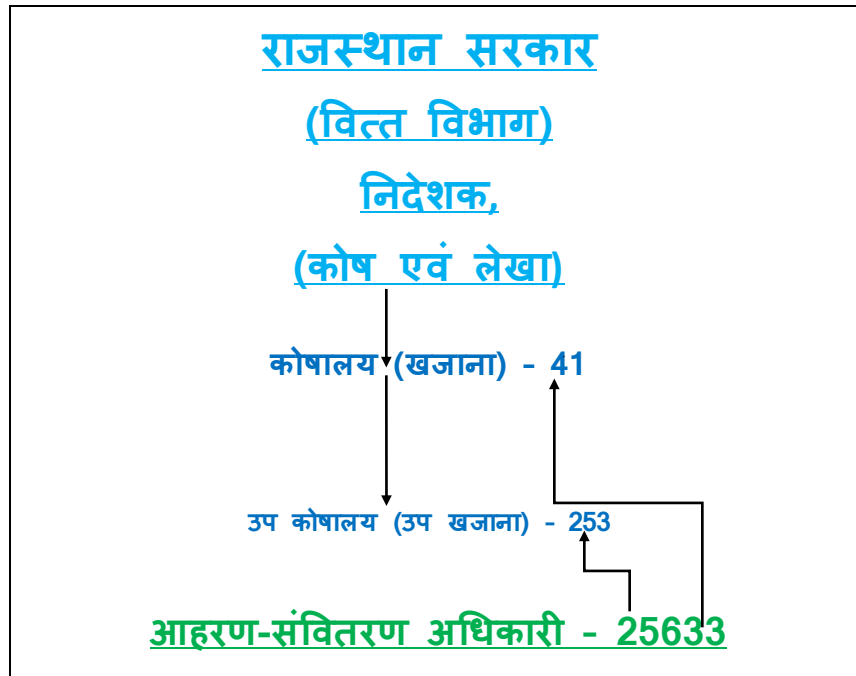 राजस्थान सरकार
(वित्त विभाग)
निदेशक,
(कोष एवं लेखा)
कोषालय (खजाना) - 41
उप कोषालय (उप खजाना) - 253
आहरण-संवितरण अधिकारी - 25633